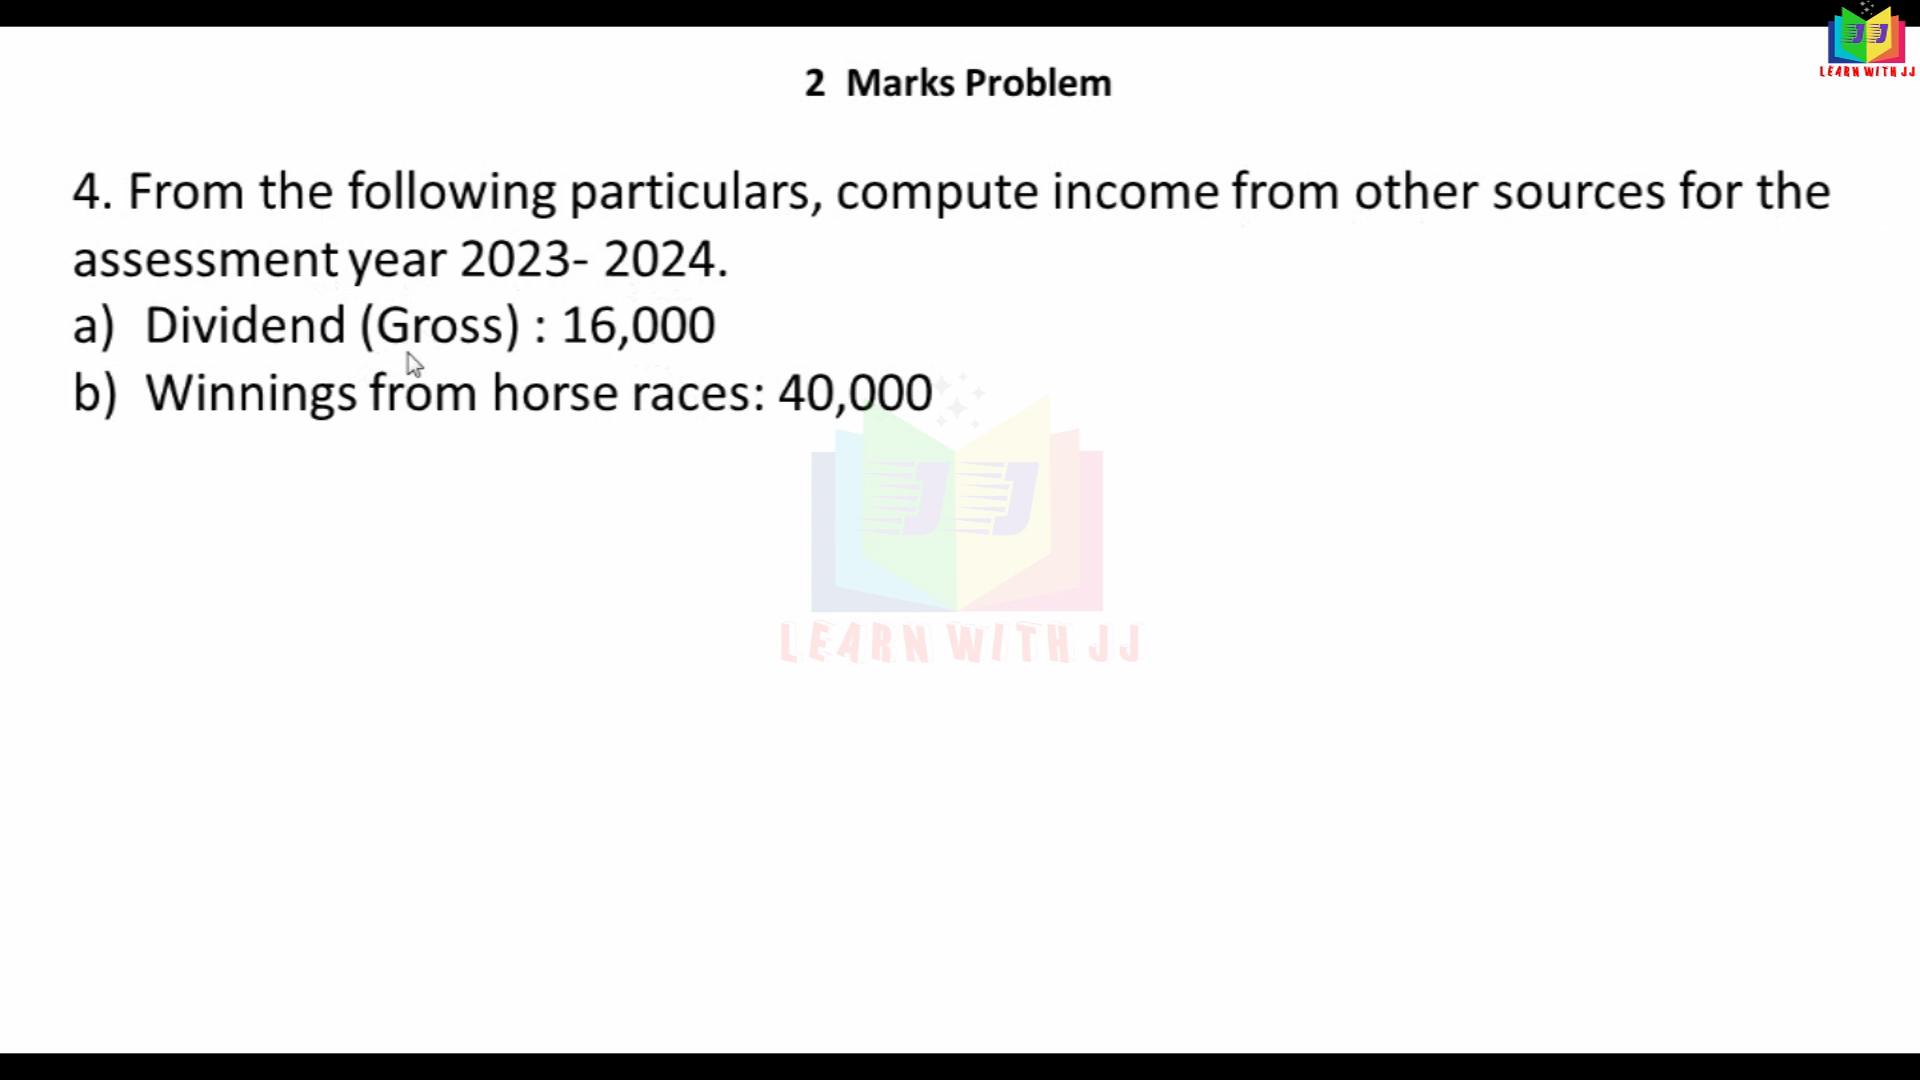 LEARN WITH JJ
2 Marks Problem
4. From the following particulars, compute income from other sources for the
assessment year 2023- 2024.
a) Dividend (Gross) : 16,000
b) Winnings from horse races: 40,000
JJ
LEARN WITH JJ